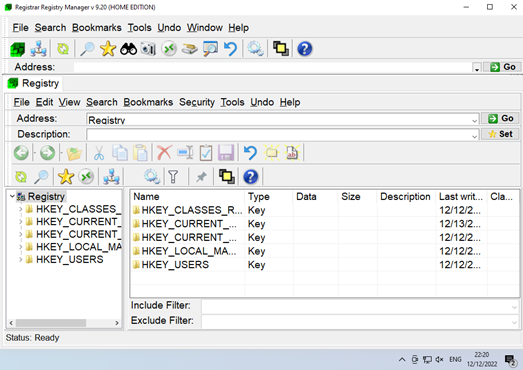 Registrar Registry Manager v 9.20 (HOME EDITION)
File Search Bookmarks Tools Undo Window Help
Address: Go
Registry
File Edit View Search Bookmarks Security Tools Undo Help
Address: Registry Go
Description: Set
Registry
HKEY_CLASSES_
HKEY_CURRENT_
HKEY_CURRENT_
HKEY_LOCAL_MA
HKEY_USERS
Name Type Data Size Description Last writ... Cla...
HKEY_CLASSES_R... Key 12/12/2...
HKEY_CURRENT_... Key 12/13/2...
HKEY_CURRENT_... Key 12/12/2...
HKEY_LOCAL_MA... Key 12/12/2...
HKEY_USERS Key 12/12/2...
Include Filter:
Exclude Filter:
Status: Ready
ENG 22:20
12/12/2022
2